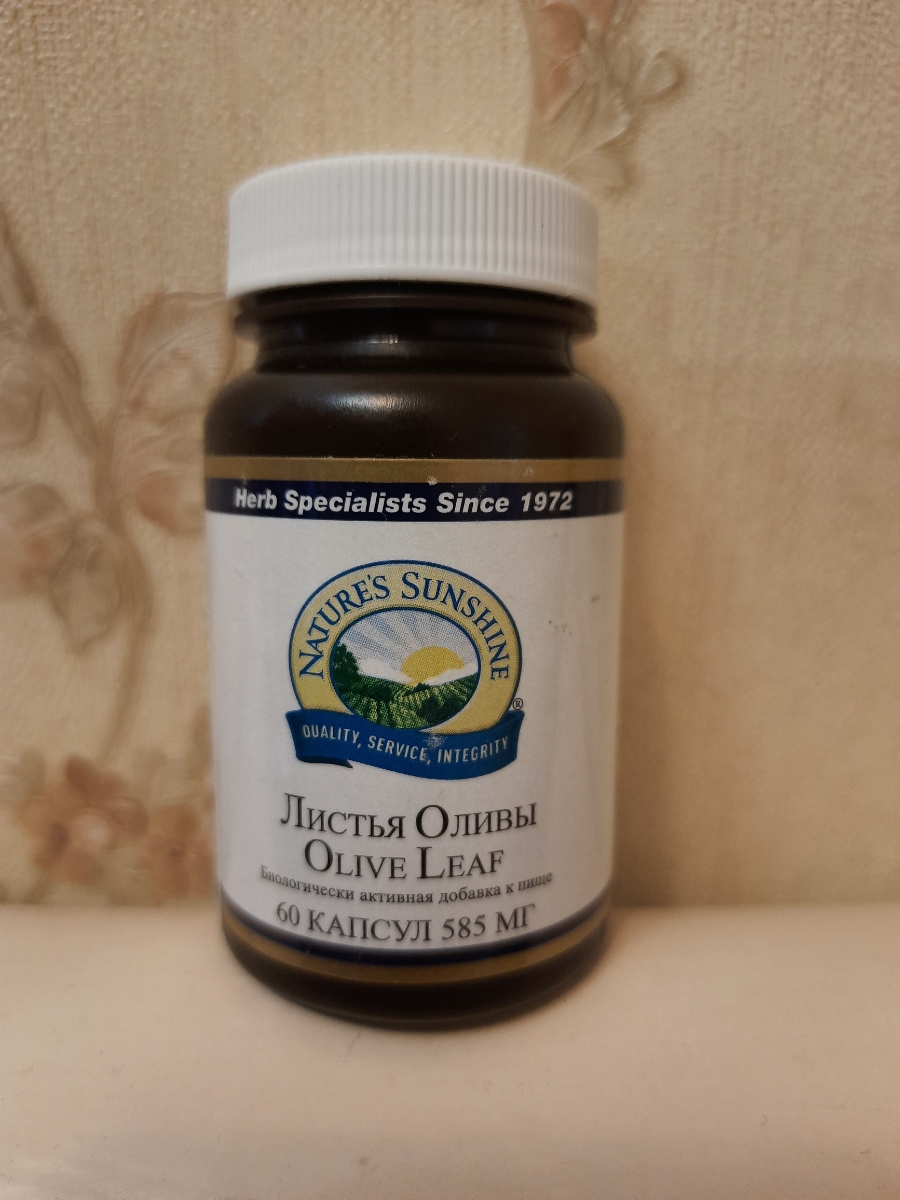 Herb Specialists Since 1972
NATURE'S SUNSHINE
®
QUALITY, SERVICE, INTEGRITY
ЛИСТЬЯ ОЛИВЫ
OLIVE LEAF
Биологически активная добавка к пище
60 КАПСУЛ 585 МГ